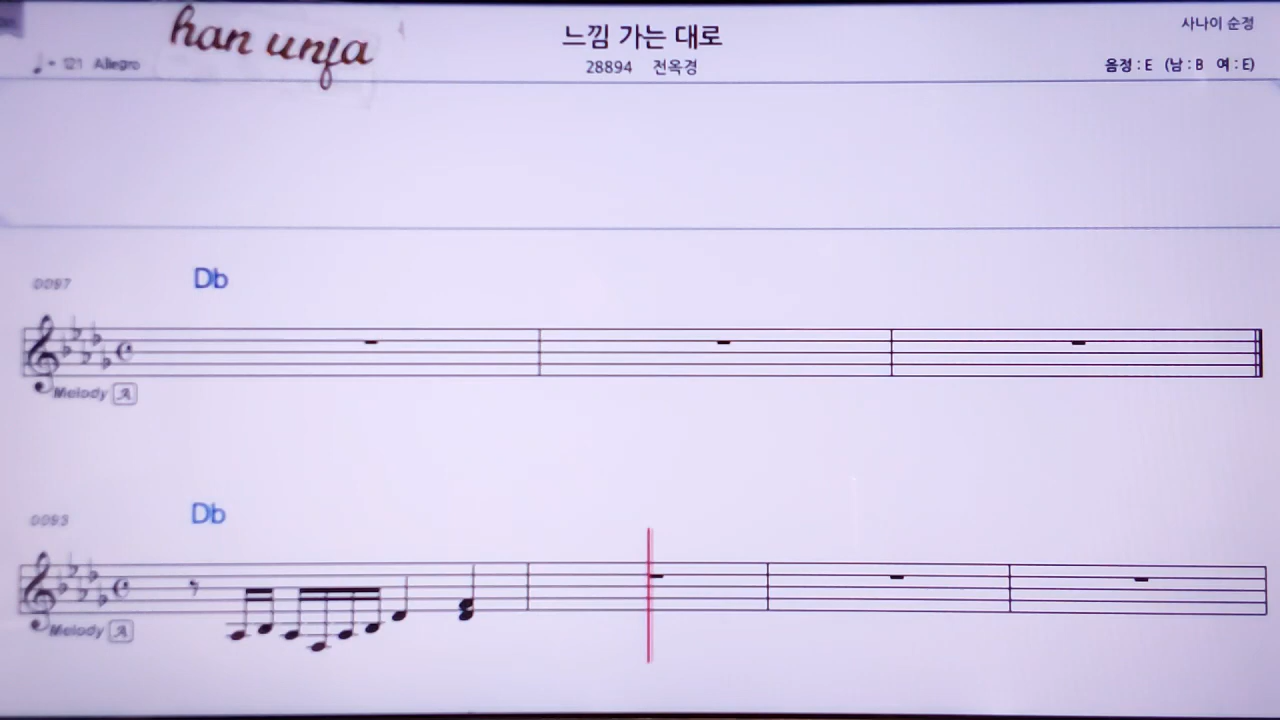 han unja
느낌 가는 대로
사나이 순정
♩ = 121 Allegro
28894 전옥경
음정 : E (남 : B 여 : E)
0097
Db
Melody A
0093
Db
Melody A